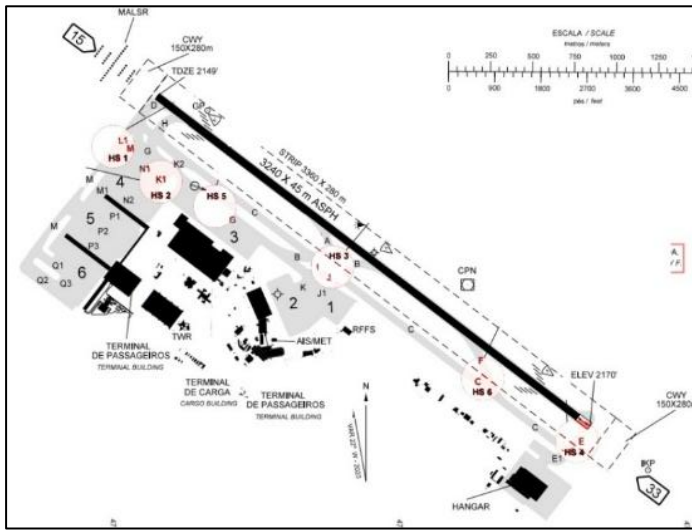 MALSR
15
CWY
150X280m
TDZE 2149'
ESCALA / SCALE
metros / meters
0 250 500 750 1000 1250
0 900 1800 2700 3600 4500
pés / feet
D
GP
H
STRIP 3360 X 280 m
3240 X 45 m ASPH
L1
M
HS 1
G
N1
K2
K1
HS 2
M
4
J
HS 5
G
C
3
M1
N2
5
P1
P2
P3
M
A
HS 3
B
B
I
J
Q1
Q2
Q3
6
K
J1
2
1
CPN
A.
/ F.
RFFS
C
TWR
AIS/MET
TERMINAL
DE PASSAGEIROS
TERMINAL BUILDING
TERMINAL
DE CARGA
CARGO BUILDING
TERMINAL
DE PASSAGEIROS
TERMINAL BUILDING
N
F
C
HS 6
ELEV 2170'
CWY
150X280m
C
E
E1
HS 4
IKP
33
HANGAR